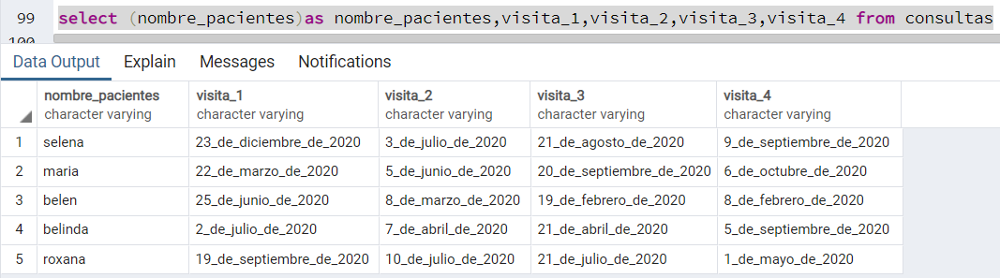 99 select (nombre_pacientes)as nombre_pacientes,visita_1,visita_2,visita_3,visita_4 from consultas
100
Data Output Explain Messages Notifications
nombre_pacientes visita_1 visita_2 visita_3 visita_4
character varying character varying character varying character varying character varying
1 selena 23_de_diciembre_de_2020 3_de_julio_de_2020 21_de_agosto_de_2020 9_de_septiembre_de_2020
2 maria 22_de_marzo_de_2020 5_de_junio_de_2020 20_de_septiembre_de_2020 6_de_octubre_de_2020
3 belen 25_de_junio_de_2020 8_de_marzo_de_2020 19_de_febrero_de_2020 8_de_febrero_de_2020
4 belinda 2_de_julio_de_2020 7_de_abril_de_2020 21_de_abril_de_2020 5_de_septiembre_de_2020
5 roxana 19_de_septiembre_de_2020 10_de_julio_de_2020 21_de_julio_de_2020 1_de_mayo_de_2020